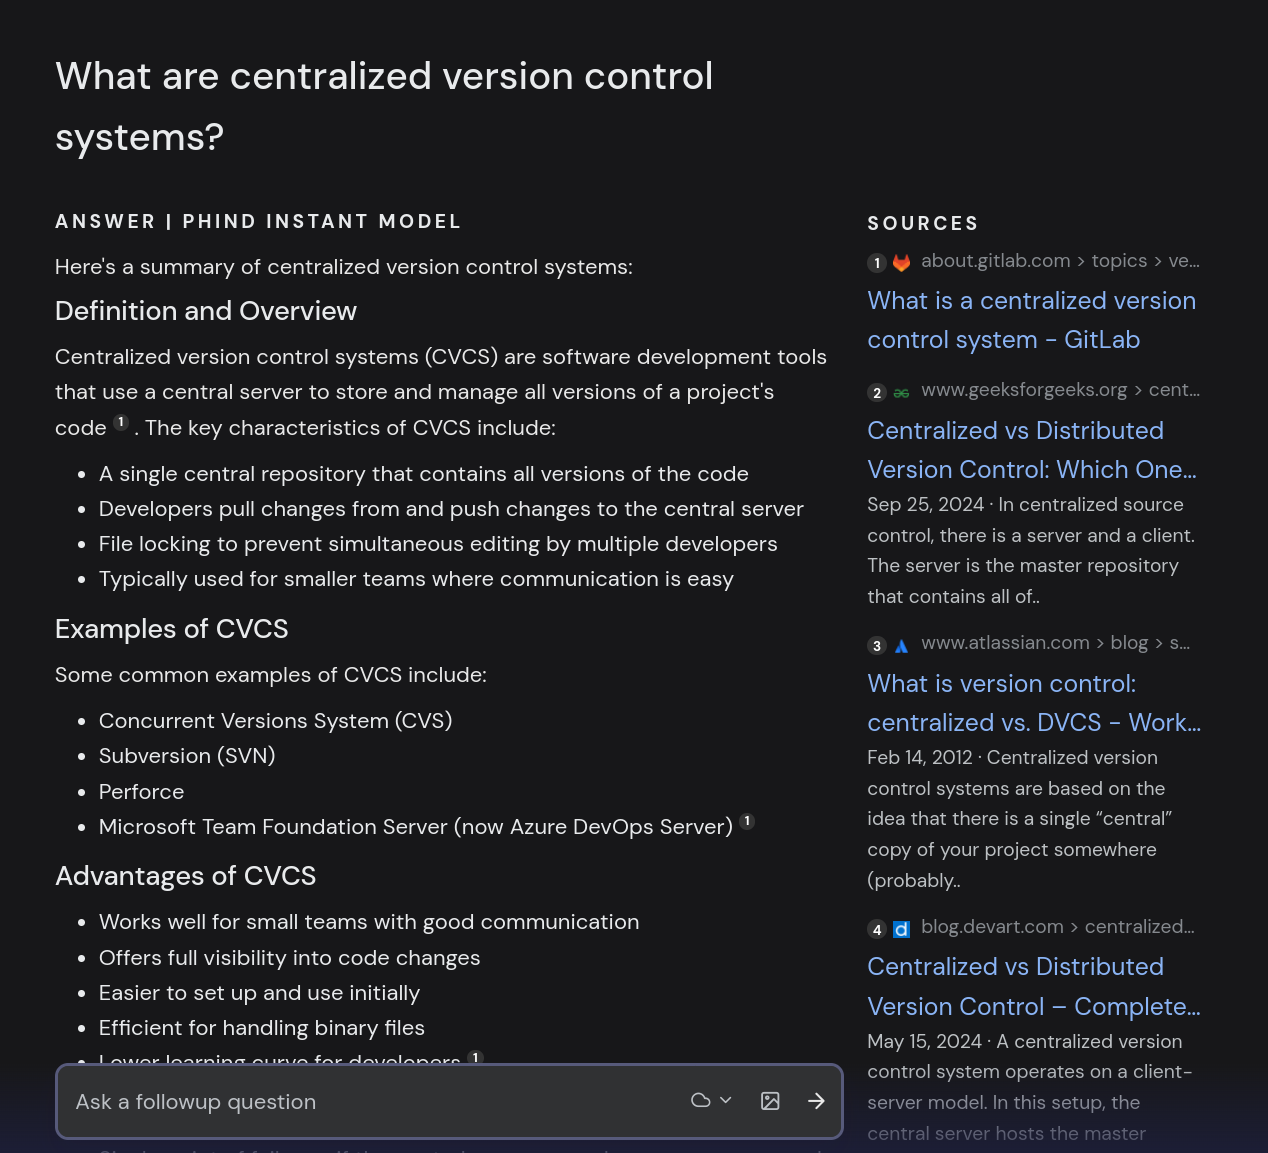 What are centralized version control
systems?
ANSWER | PHIND INSTANT MODEL
Here's a summary of centralized version control systems:
Definition and Overview
Centralized version control systems (CVCS) are software development tools
that use a central server to store and manage all versions of a project's
code 1 . The key characteristics of CVCS include:
• A single central repository that contains all versions of the code
• Developers pull changes from and push changes to the central server
• File locking to prevent simultaneous editing by multiple developers
• Typically used for smaller teams where communication is easy
Examples of CVCS
Some common examples of CVCS include:
• Concurrent Versions System (CVS)
• Subversion (SVN)
• Perforce
• Microsoft Team Foundation Server (now Azure DevOps Server) 1
Advantages of CVCS
• Works well for small teams with good communication
• Offers full visibility into code changes
• Easier to set up and use initially
• Efficient for handling binary files
• Lower learning curve for developers 1
Ask a followup question
SOURCES
1 about.gitlab.com > topics > ve...
What is a centralized version
control system - GitLab
2 www.geeksforgeeks.org > cent...
Centralized vs Distributed
Version Control: Which One...
Sep 25, 2024 · In centralized source
control, there is a server and a client.
The server is the master repository
that contains all of..
3 www.atlassian.com > blog > s...
What is version control:
centralized vs. DVCS - Work...
Feb 14, 2012 · Centralized version
control systems are based on the
idea that there is a single “central”
copy of your project somewhere
(probably..
4 blog.devart.com > centralized...
Centralized vs Distributed
Version Control – Complete...
May 15, 2024 · A centralized version
control system operates on a client-
server model. In this setup, the
central server hosts the master